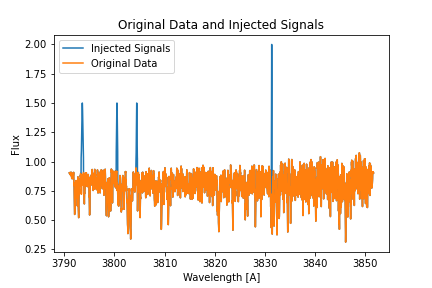 Original Data and Injected Signals
Injected Signals
Original Data
2.00
1.75
1.50
1.25
1.00
0.75
0.50
0.25
Flux
3790 3800 3810 3820 3830 3840 3850
Wavelength [A]